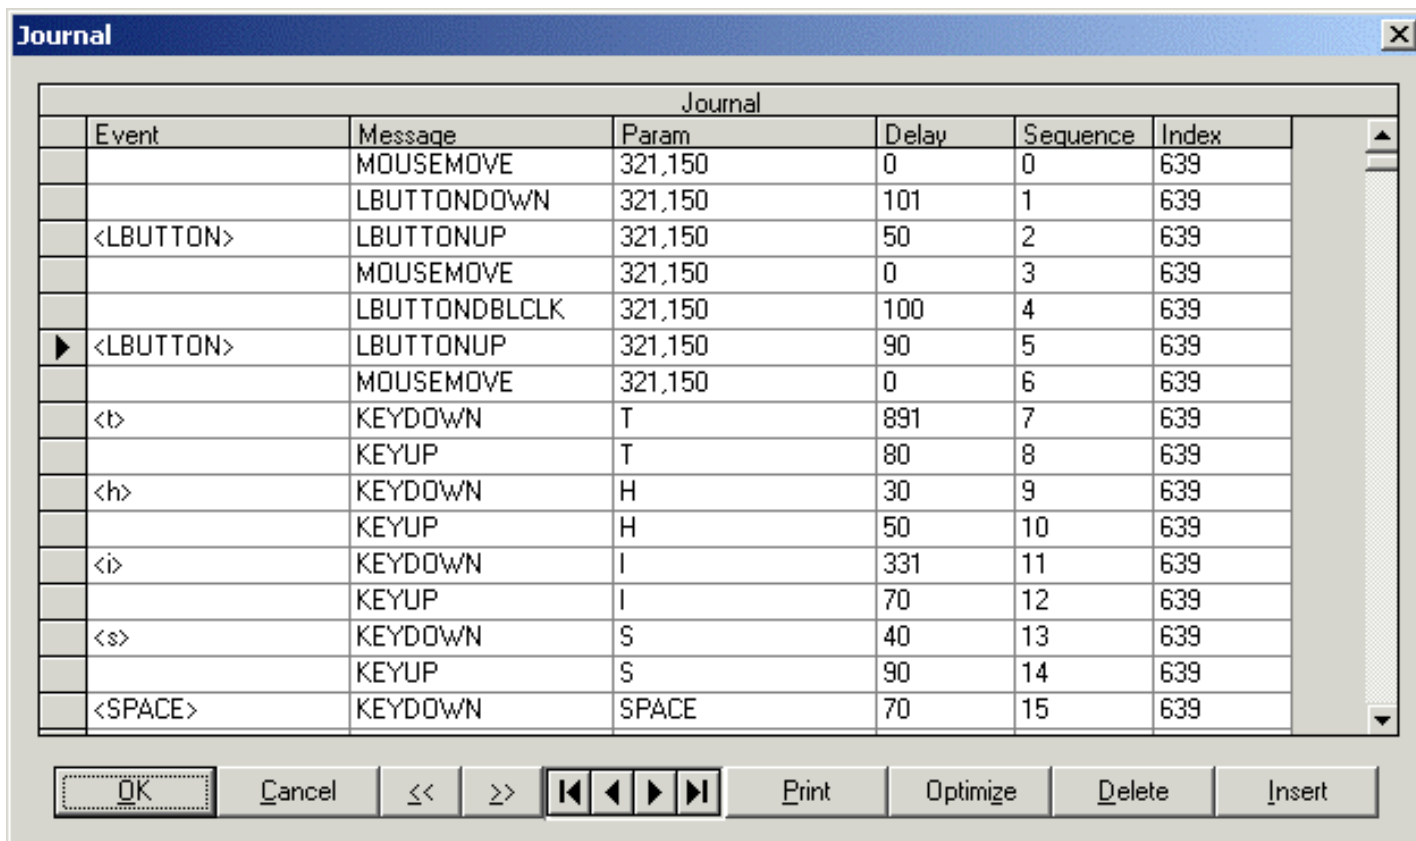 Journal
Journal
Event Message Param Delay Sequence Index
MOUSEMOVE 321,150 0 0 639
LBUTTONDOWN 321,150 101 1 639
<LBUTTON> LBUTTONUP 321,150 50 2 639
MOUSEMOVE 321,150 0 3 639
LBUTTONDBLCLK 321,150 100 4 639
<LBUTTON> LBUTTONUP 321,150 90 5 639
MOUSEMOVE 321,150 0 6 639
<t> KEYDOWN T 891 7 639
KEYUP T 80 8 639
<h> KEYDOWN H 30 9 639
KEYUP H 50 10 639
<i> KEYDOWN I 331 11 639
KEYUP I 70 12 639
<s> KEYDOWN S 40 13 639
KEYUP S 90 14 639
<SPACE> KEYDOWN SPACE 70 15 639
OK Cancel << >> Print Optimize Delete Insert